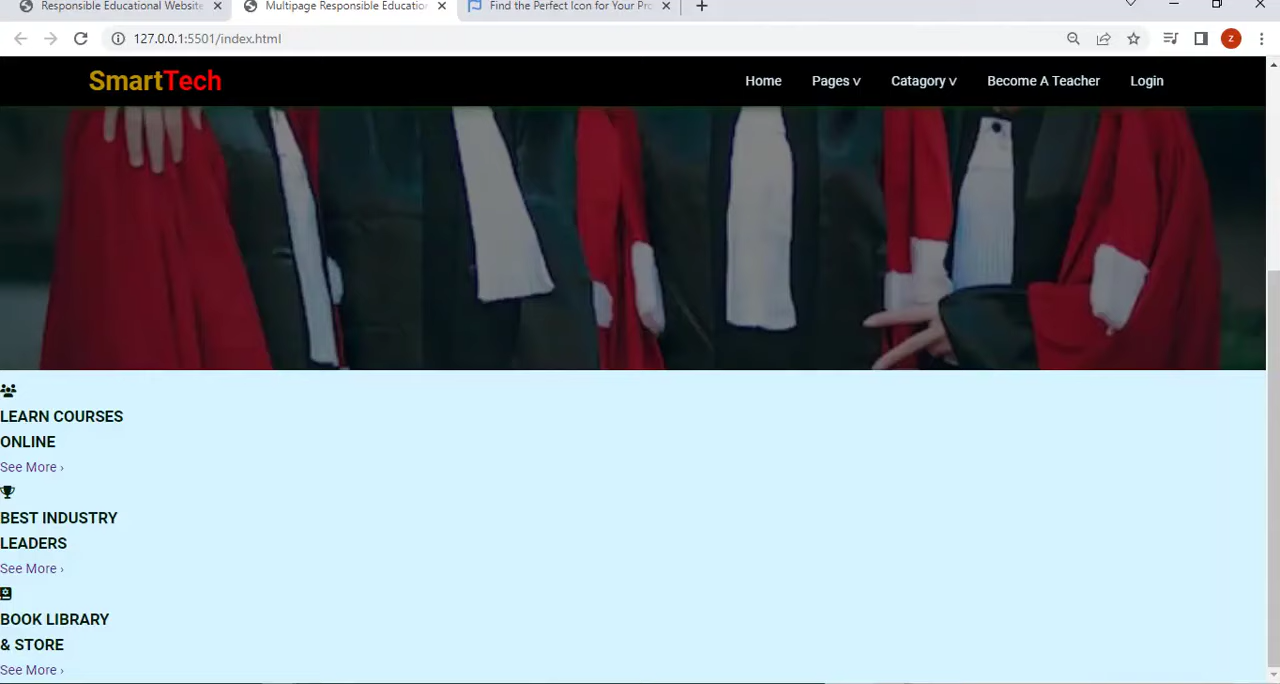 Responsible Educational Website
Multipage Responsible Educatio
Find the Perfect Icon for Your Pr
127.0.0.1:5501/index.html
z
SmartTech
Home
Pages v
Catagory v
Become A Teacher
Login
LEARN COURSES
ONLINE
See More ›
BEST INDUSTRY
LEADERS
See More ›
BOOK LIBRARY
& STORE
See More ›